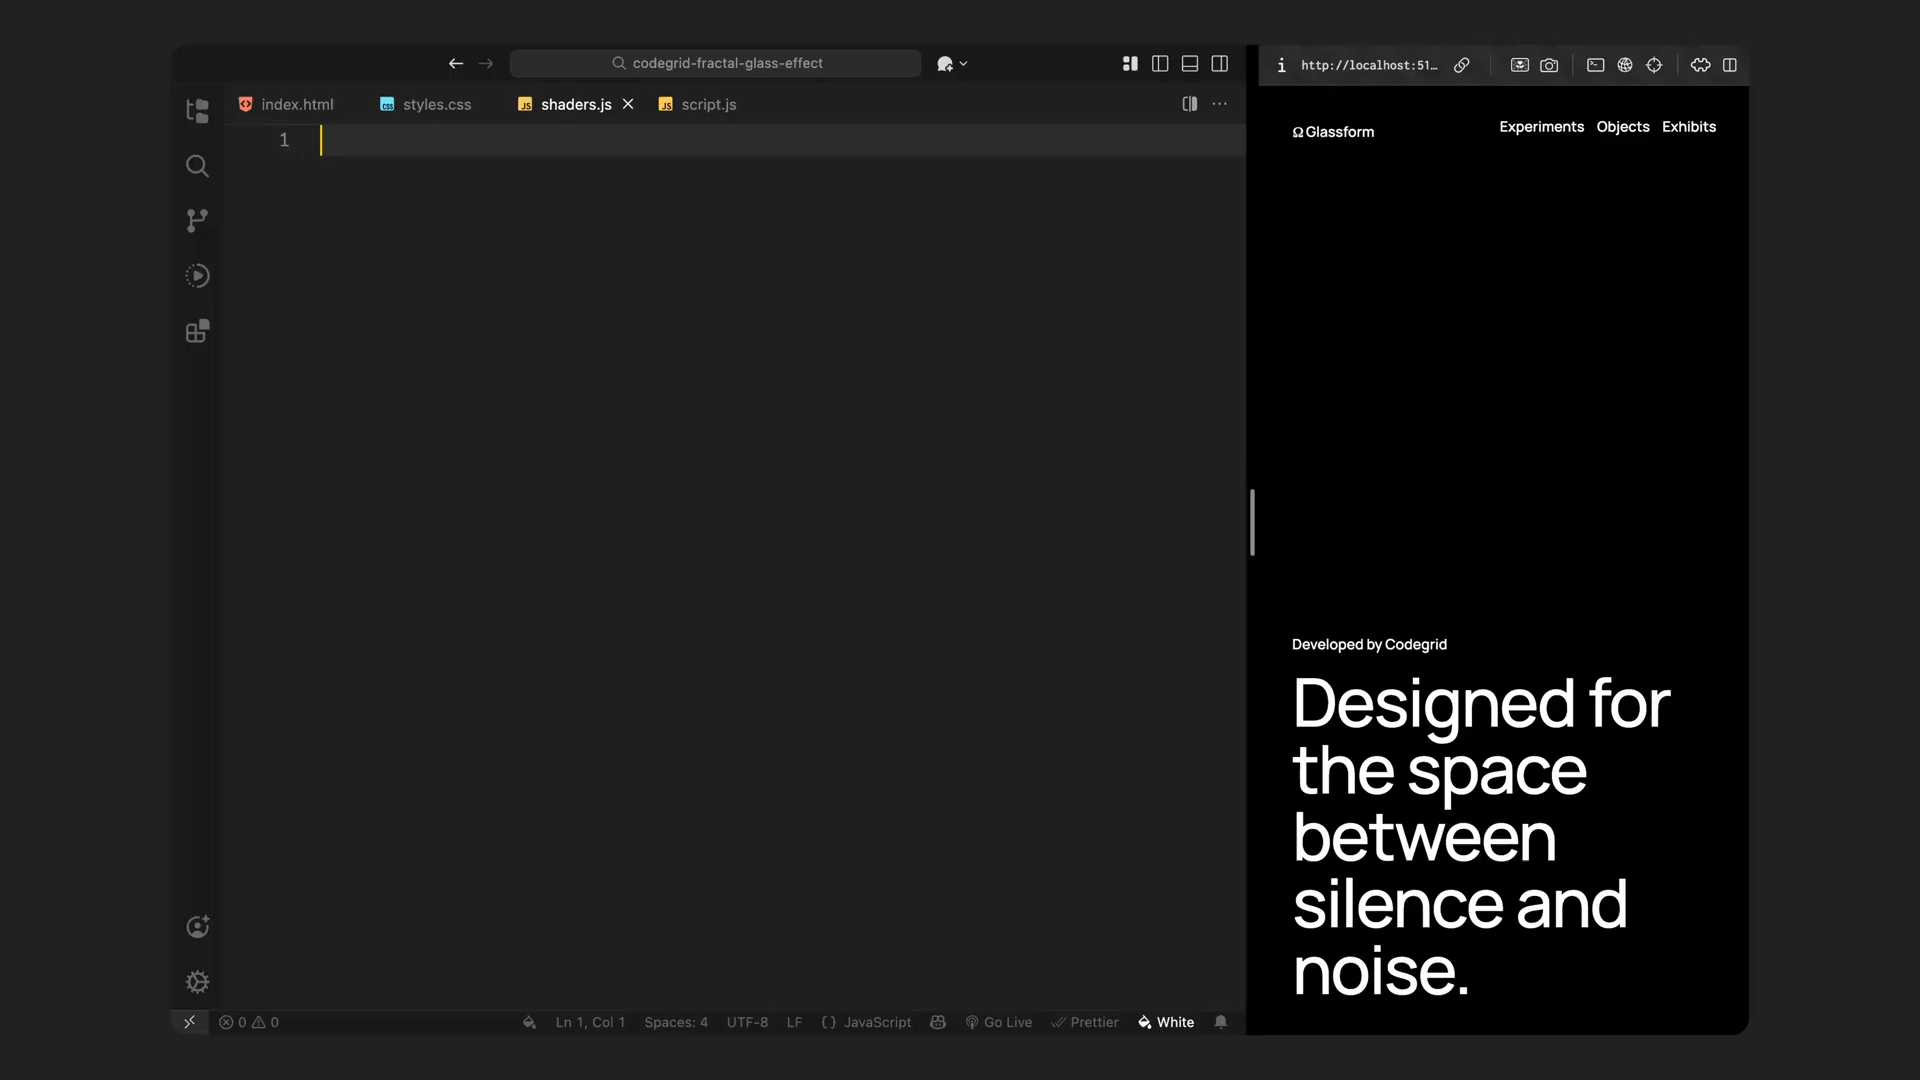 codegrid-fractal-glass-effect
http://localhost:51…
index.html
styles.css
shaders.js
script.js
1
Glassform
Experiments Objects Exhibits
Developed by Codegrid
Designed for
the space
between
silence and
noise.
0 0
Ln 1, Col 1
Spaces: 4
UTF-8
LF
{} JavaScript
Go Live
Prettier
White